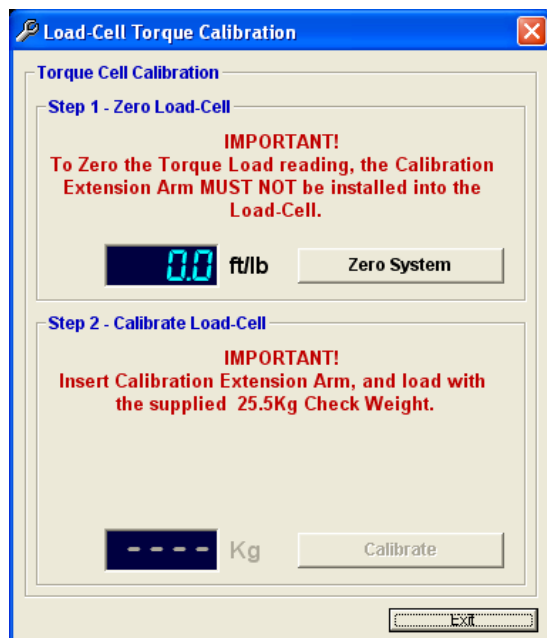 Load-Cell Torque Calibration
Torque Cell Calibration
Step 1 - Zero Load-Cell
IMPORTANT!
To Zero the Torque Load reading, the Calibration
Extension Arm MUST NOT be installed into the
Load-Cell.
0.0 ft/lb Zero System
Step 2 - Calibrate Load-Cell
IMPORTANT!
Insert Calibration Extension Arm, and load with
the supplied 25.5Kg Check Weight.
- - - - Kg Calibrate
Exit